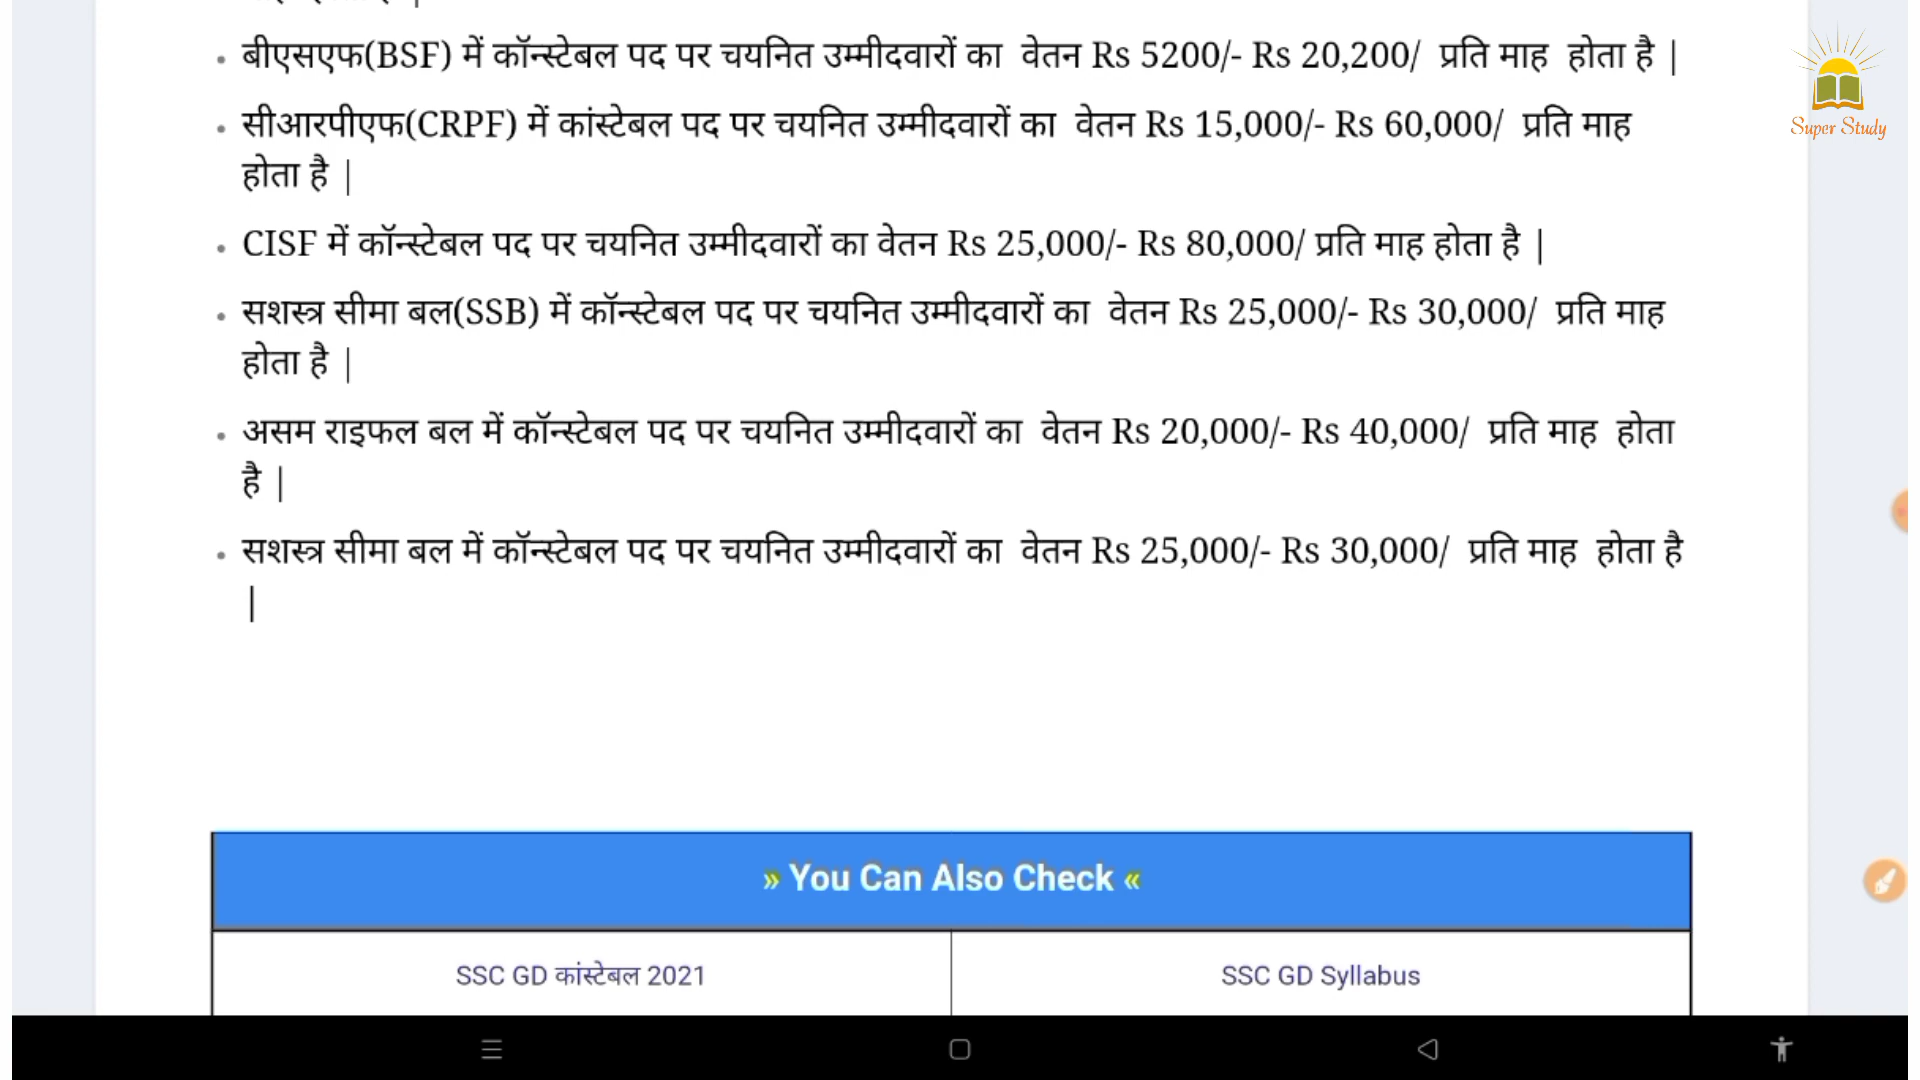 बीएसएफ(BSF) में कॉन्स्टेबल पद पर चयनित उम्मीदवारों का वेतन Rs 5200/- Rs 20,200/ प्रति माह होता है |
सीआरपीएफ(CRPF) में कांस्टेबल पद पर चयनित उम्मीदवारों का वेतन Rs 15,000/- Rs 60,000/ प्रति माह
होता है |
CISF में कॉन्स्टेबल पद पर चयनित उम्मीदवारों का वेतन Rs 25,000/- Rs 80,000/ प्रति माह होता है |
सशस्त्र सीमा बल(SSB) में कॉन्स्टेबल पद पर चयनित उम्मीदवारों का वेतन Rs 25,000/- Rs 30,000/ प्रति माह
होता है |
असम राइफल बल में कॉन्स्टेबल पद पर चयनित उम्मीदवारों का वेतन Rs 20,000/- Rs 40,000/ प्रति माह होता
है |
सशस्त्र सीमा बल में कॉन्स्टेबल पद पर चयनित उम्मीदवारों का वेतन Rs 25,000/- Rs 30,000/ प्रति माह होता है
|
Super Study
» You Can Also Check «
SSC GD कांस्टेबल 2021
SSC GD Syllabus